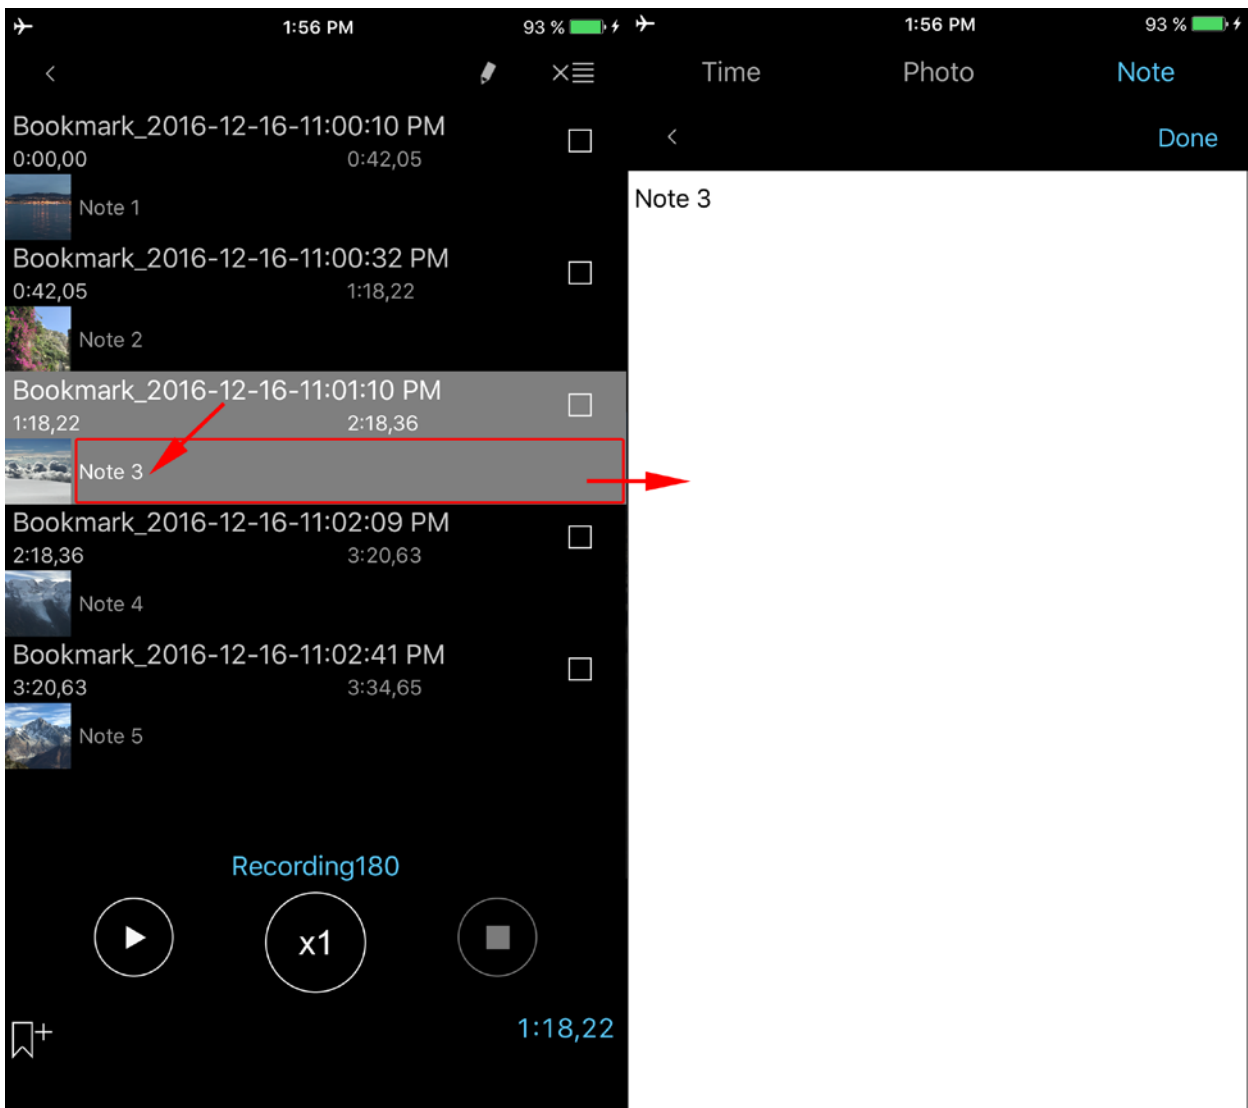 1:56 PM
93 %
Bookmark_2016-12-16-11:00:10 PM
0:00,00
0:42,05
Note 1
Bookmark_2016-12-16-11:00:32 PM
0:42,05
1:18,22
Note 2
Bookmark_2016-12-16-11:01:10 PM
1:18,22
2:18,36
Note 3
Bookmark_2016-12-16-11:02:09 PM
2:18,36
3:20,63
Note 4
Bookmark_2016-12-16-11:02:41 PM
3:20,63
3:34,65
Note 5
Recording180
x1
1:18,22
1:56 PM
93 %
Time
Photo
Note
Done
Note 3